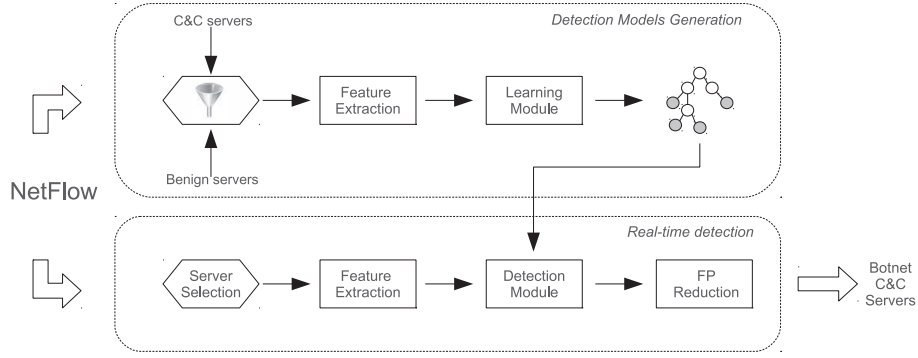 C&C servers
Detection Models Generation
Feature
Extraction
Learning
Module
Benign servers
NetFlow
Real-time detection
Server
Selection
Feature
Extraction
Detection
Module
FP
Reduction
Botnet
C&C
Servers